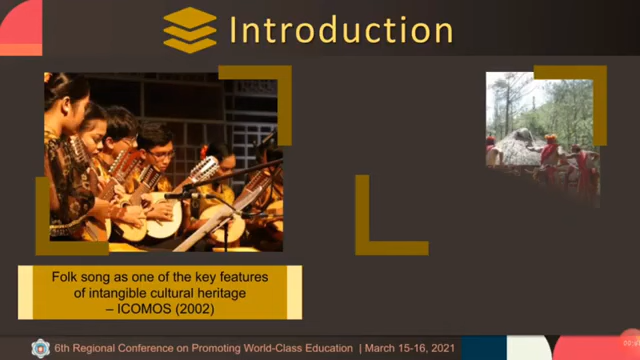 Introduction
Folk song as one of the key features
of intangible cultural heritage
– ICOMOS (2002)
6th Regional Conference on Promoting World-Class Education | March 15-16, 2021